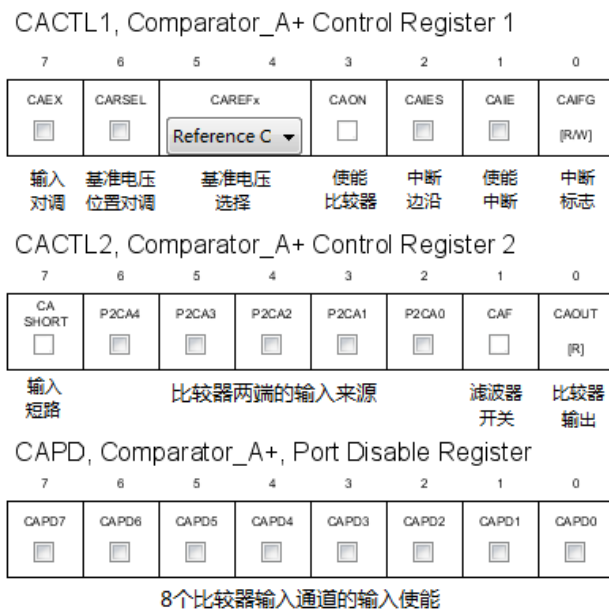 CACTL1, Comparator_A+ Control Register 1
7 6 5 4 3 2 1 0
CAEX CARSEL CAREFx CAON CAIES CAIE CAIFG
Reference C [R/W]
输入 基准电压 基准电压 使能 中断 使能 中断
对调 位置对调 选择 比较器 边沿 中断 标志
CACTL2, Comparator_A+ Control Register 2
7 6 5 4 3 2 1 0
CA SHORT P2CA4 P2CA3 P2CA2 P2CA1 P2CA0 CAF CAOUT
[R]
输入 比较器两端的输入来源 滤波器 比较器
短路 开关 输出
CAPD, Comparator_A+, Port Disable Register
7 6 5 4 3 2 1 0
CAPD7 CAPD6 CAPD5 CAPD4 CAPD3 CAPD2 CAPD1 CAPD0
8个比较器输入通道的输入使能